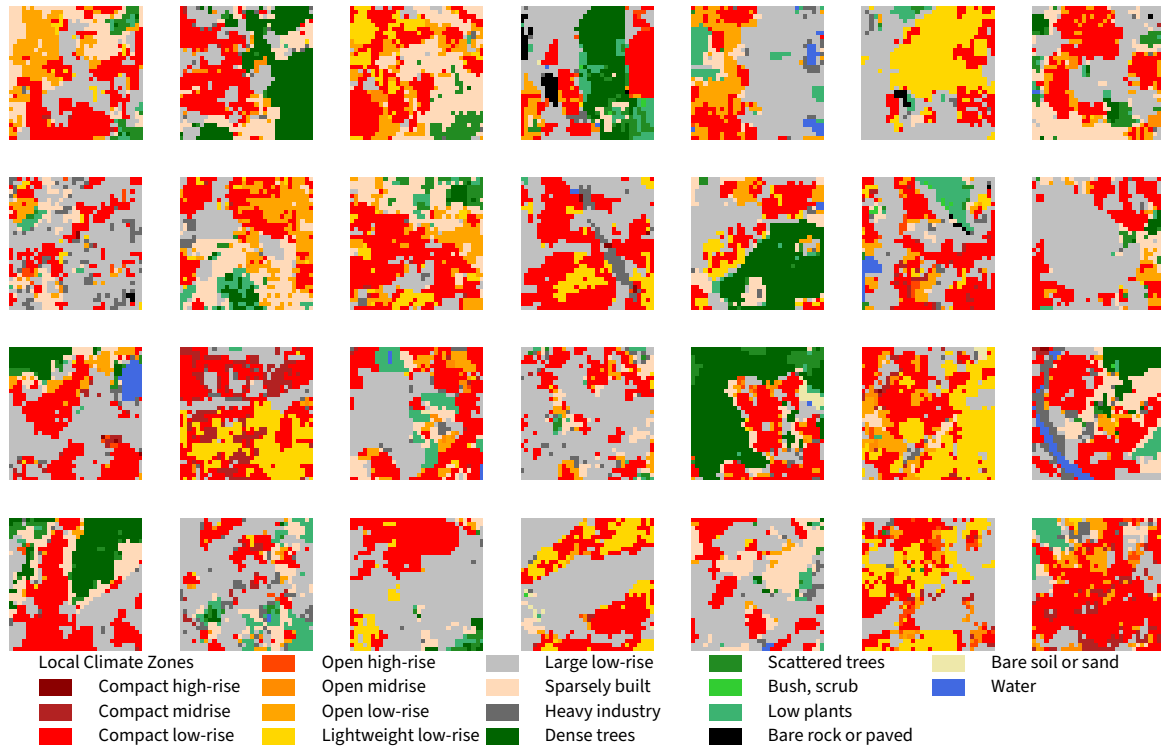 Local Climate Zones
Compact high-rise
Compact midrise
Compact low-rise
Open high-rise
Open midrise
Open low-rise
Lightweight low-rise
Large low-rise
Sparsely built
Heavy industry
Dense trees
Scattered trees
Bush, scrub
Low plants
Bare rock or paved
Bare soil or sand
Water